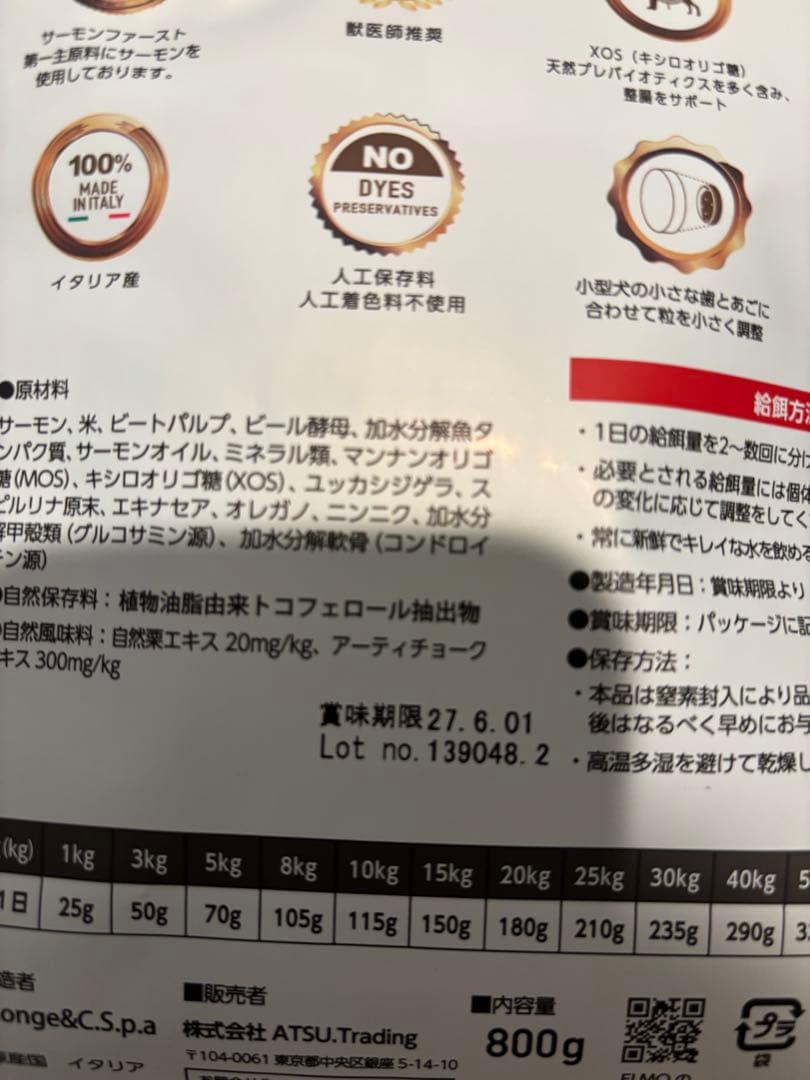 サーモンファースト
第一主原料にサーモンを
使用しております。
獣医師推奨
XOS（キシロオリゴ糖）
天然プレバイオティクスを多く含み、
整腸をサポート
100%
MADE
IN ITALY
イタリア産
NO
DYES
PRESERVATIVES
人工保存料
人工着色料不使用
小型犬の小さな歯とあごに
合わせて粒を小さく調整
●原材料
サーモン、米、ビートパルプ、ビール酵母、加水分解魚タ
ンパク質、サーモンオイル、ミネラル類、マンナンオリゴ
糖(MOS)、キシロオリゴ糖(XOS)、ユッカシジゲラ、ス
ピルリナ原末、エキナセア、オレガノ、ニンニク、加水分
解甲殻類（グルコサミン源）、加水分解軟骨（コンドロイ
チン源）
自然保存料：植物油脂由来トコフェロール抽出物
自然風味料：自然栗エキス 20mg/kg、アーティチョーク
キス 300mg/kg
賞味期限27.6.01
Lot no.139048.2
給餌方
・1日の給餌量を2〜数回に分け
・必要とされる給餌量には個体
の変化に応じて調整をしてく
・常に新鮮でキレイな水を飲める
●製造年月日：賞味期限より
●賞味期限：パッケージに記
●保存方法：
・本品は窒素封入により品
後はなるべく早めにお与
・高温多湿を避けて乾燥し
(kg) 1kg 3kg 5kg 8kg 10kg 15kg 20kg 25kg 30kg 40kg 5
1日 25g 50g 70g 105g 115g 150g 180g 210g 235g 290g 3
造者
onge&C.S.p.a
原産国 イタリア
■販売者
株式会社 ATSU.Trading
〒104-0061 東京都中央区銀座 5-14-10
■内容量
800g
プラ
袋